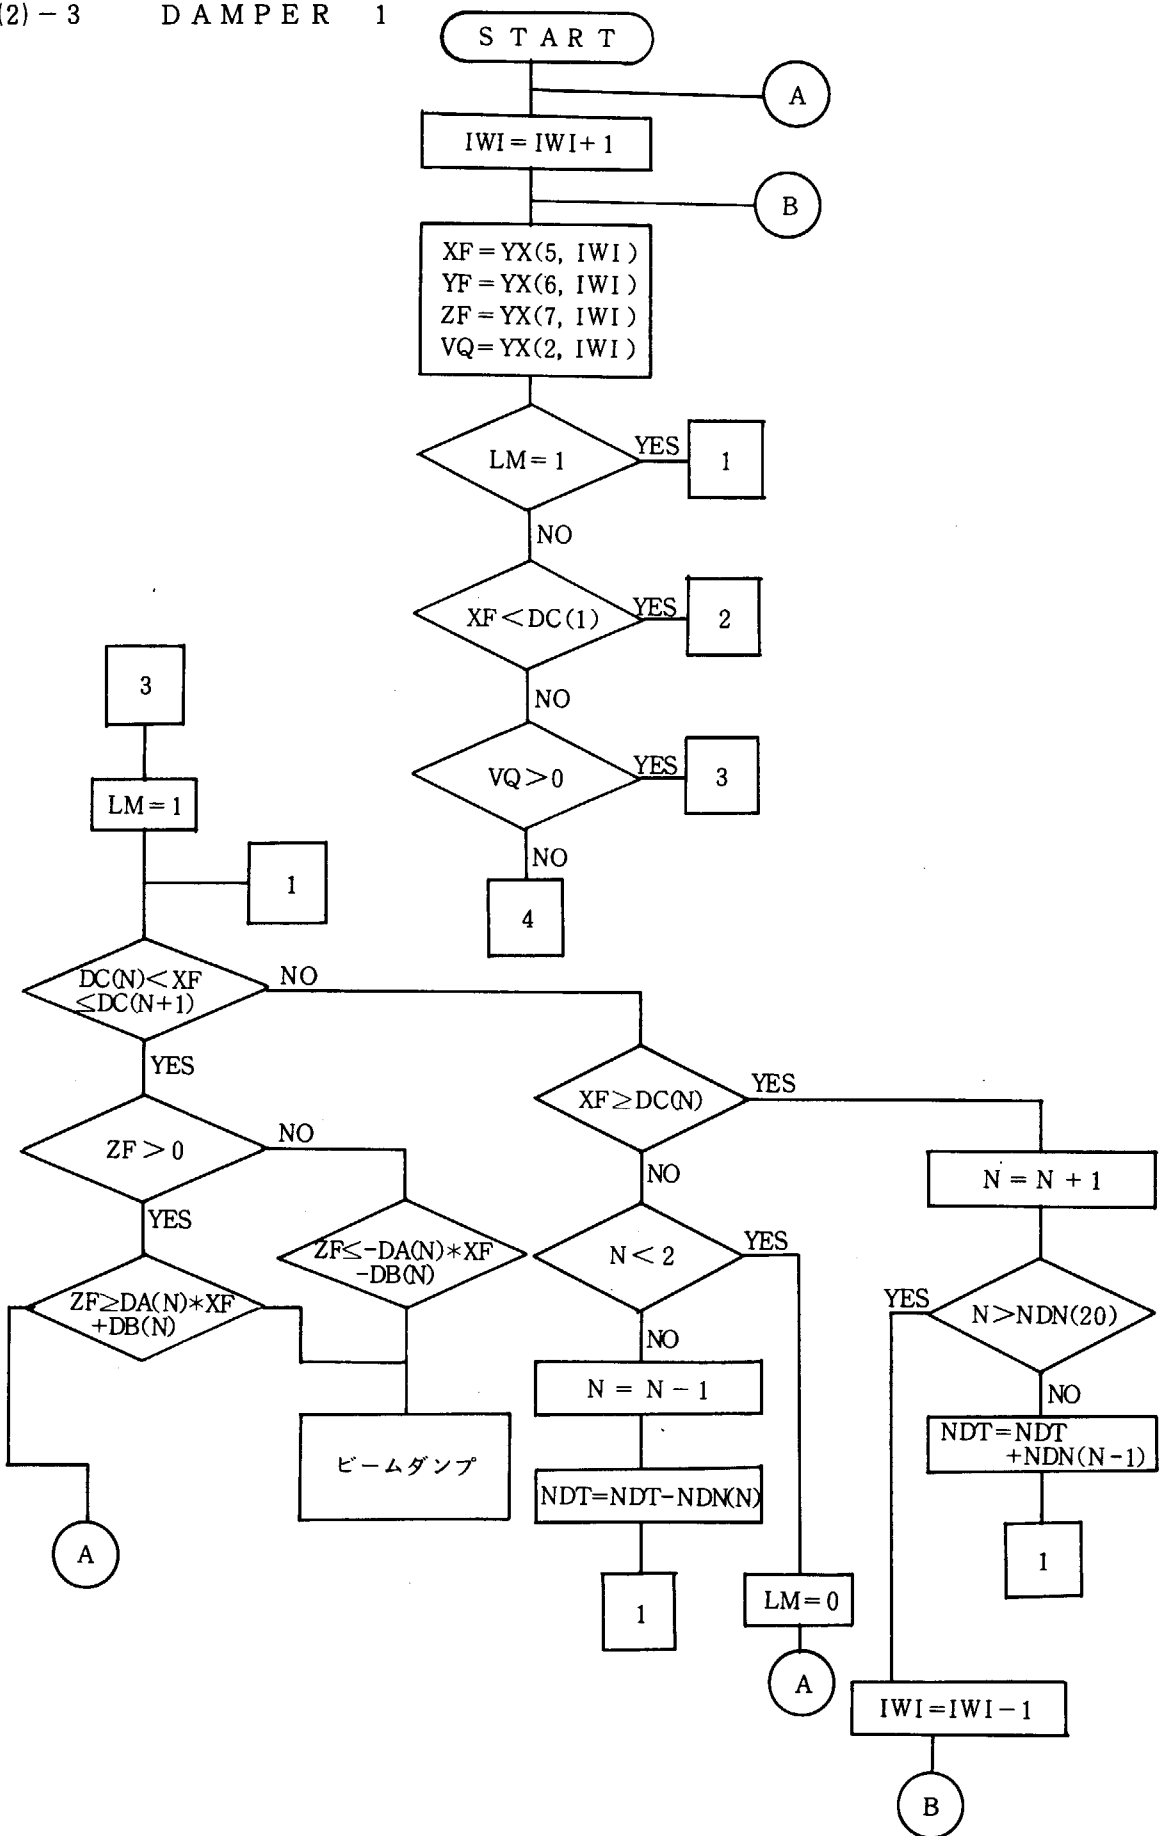 (2)-3 DAMPER 1
START
A
IWI=IWI+1
B
XF=YX(5, IWI)
YF=YX(6, IWI)
ZF=YX(7, IWI)
VQ=YX(2, IWI)
LM=1
YES
1
NO
XF<DC(1)
YES
2
NO
VQ>0
YES
3
NO
4
3
LM=1
1
DC(N)<XF
≤DC(N+1)
NO
YES
ZF>0
NO
YES
ZF≥DA(N)*XF
+DB(N)
A
ZF≤-DA(N)*XF
-DB(N)
ビームダンプ
XF≥DC(N)
YES
NO
N<2
YES
NO
N=N-1
NDT=NDT-NDN(N)
1
LM=0
A
N=N+1
N>NDN(20)
YES
NO
NDT=NDT
+NDN(N-1)
1
IWI=IWI-1
B